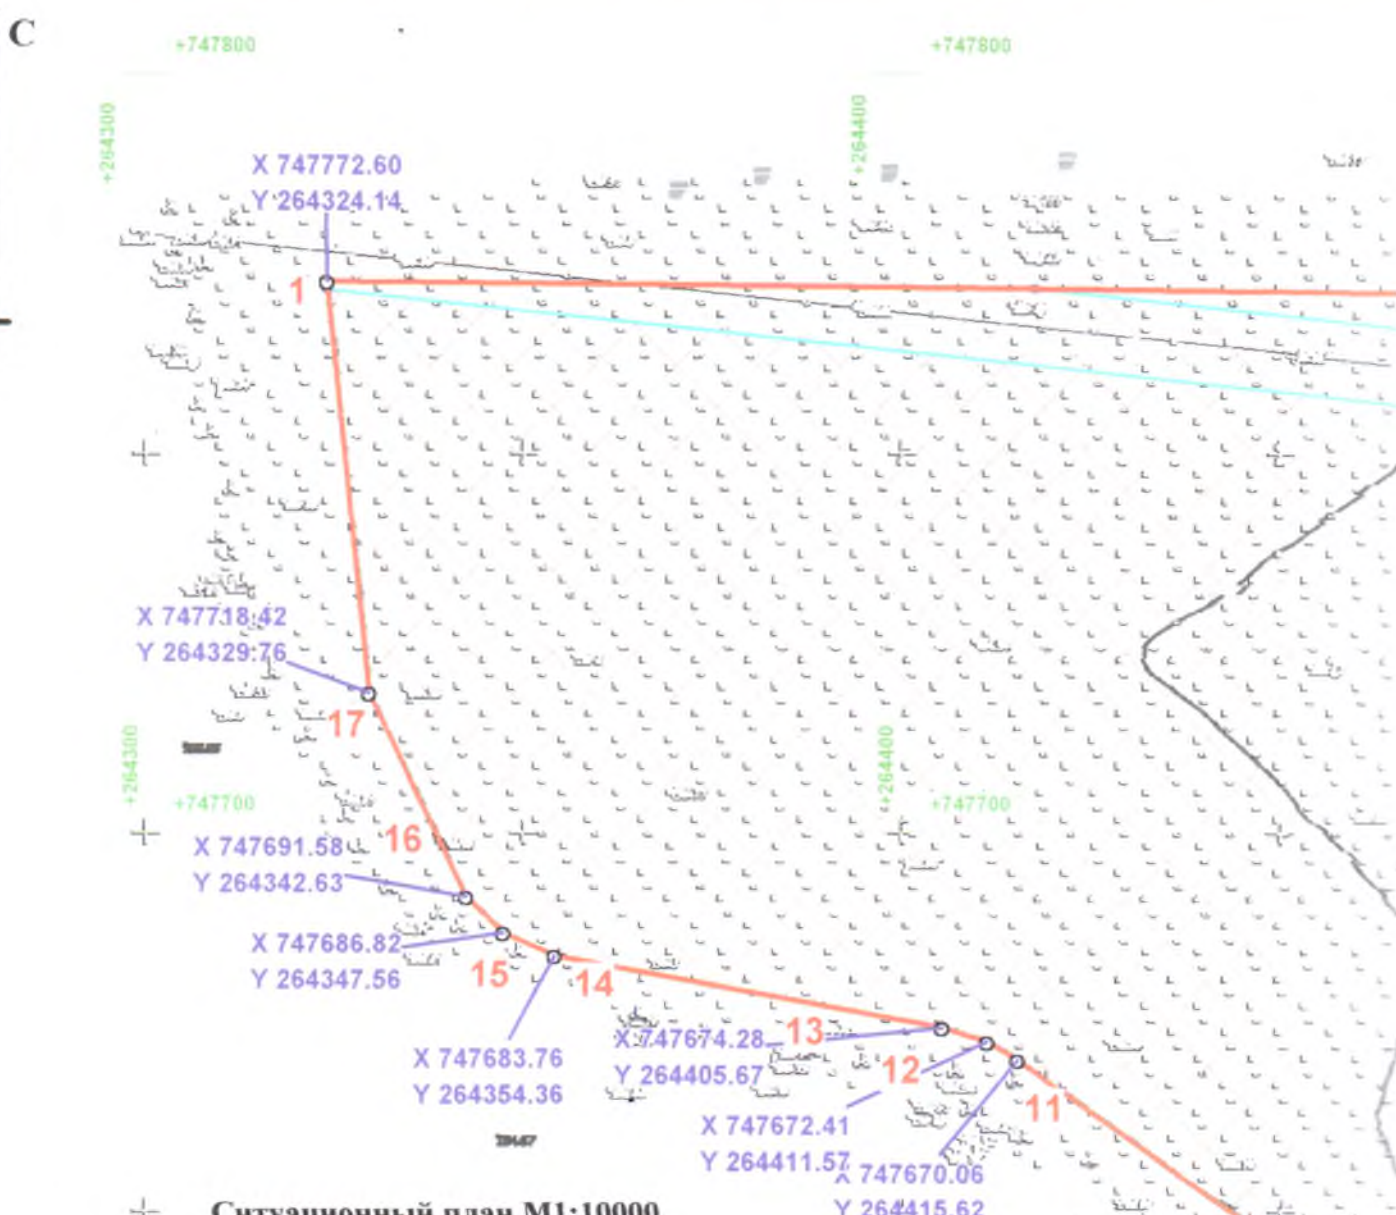 С
+747800
+747800
+264300
+264400
X 747772.60
Y 264324.14
1
X 747718.42
Y 264329.76
17
+264300
+747700
+264400
+747700
16
X 747691.58
Y 264342.63
X 747686.82
Y 264347.56
15
14
X 747683.76
Y 264354.36
X 747674.28
Y 264405.67
13
12
11
X 747672.41
Y 264411.57
X 747670.06
Y 264415.62
Ситуационный план М1:10000